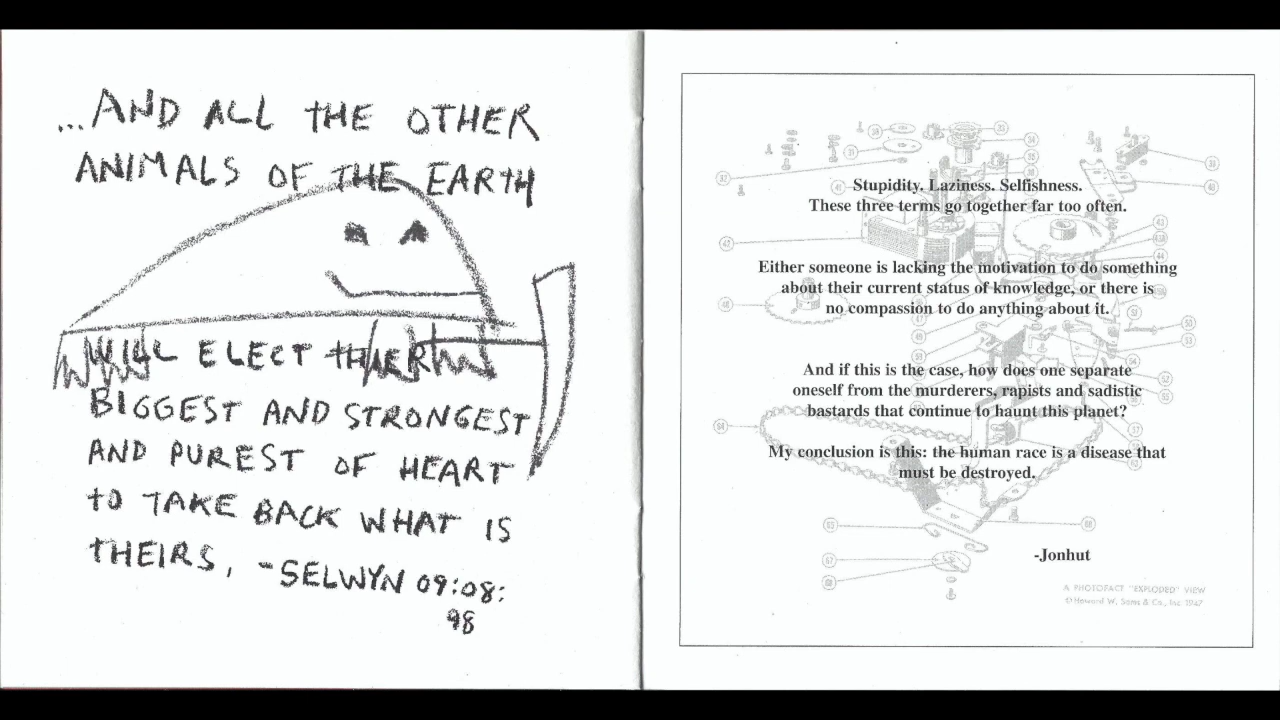 ...AND ALL THE OTHER
ANIMALS OF THE EARTH
WILL ELECT THIER
BIGGEST AND STRONGEST
AND PUREST OF HEART
TO TAKE BACK WHAT IS
THEIRS, -SELWYN 09:08:
98
Stupidity. Laziness. Selfishness.
These three terms go together far too often.
Either someone is lacking the motivation to do something
about their current status of knowledge, or there is
no compassion to do anything about it.
And if this is the case, how does one separate
oneself from the murderers, rapists and sadistic
bastards that continue to haunt this planet?
My conclusion is this: the human race is a disease that
must be destroyed.
-Jonhut
A PHOTOFACT "EXPLODED" VIEW
©Howard W. Sams & Co., Inc. 1947